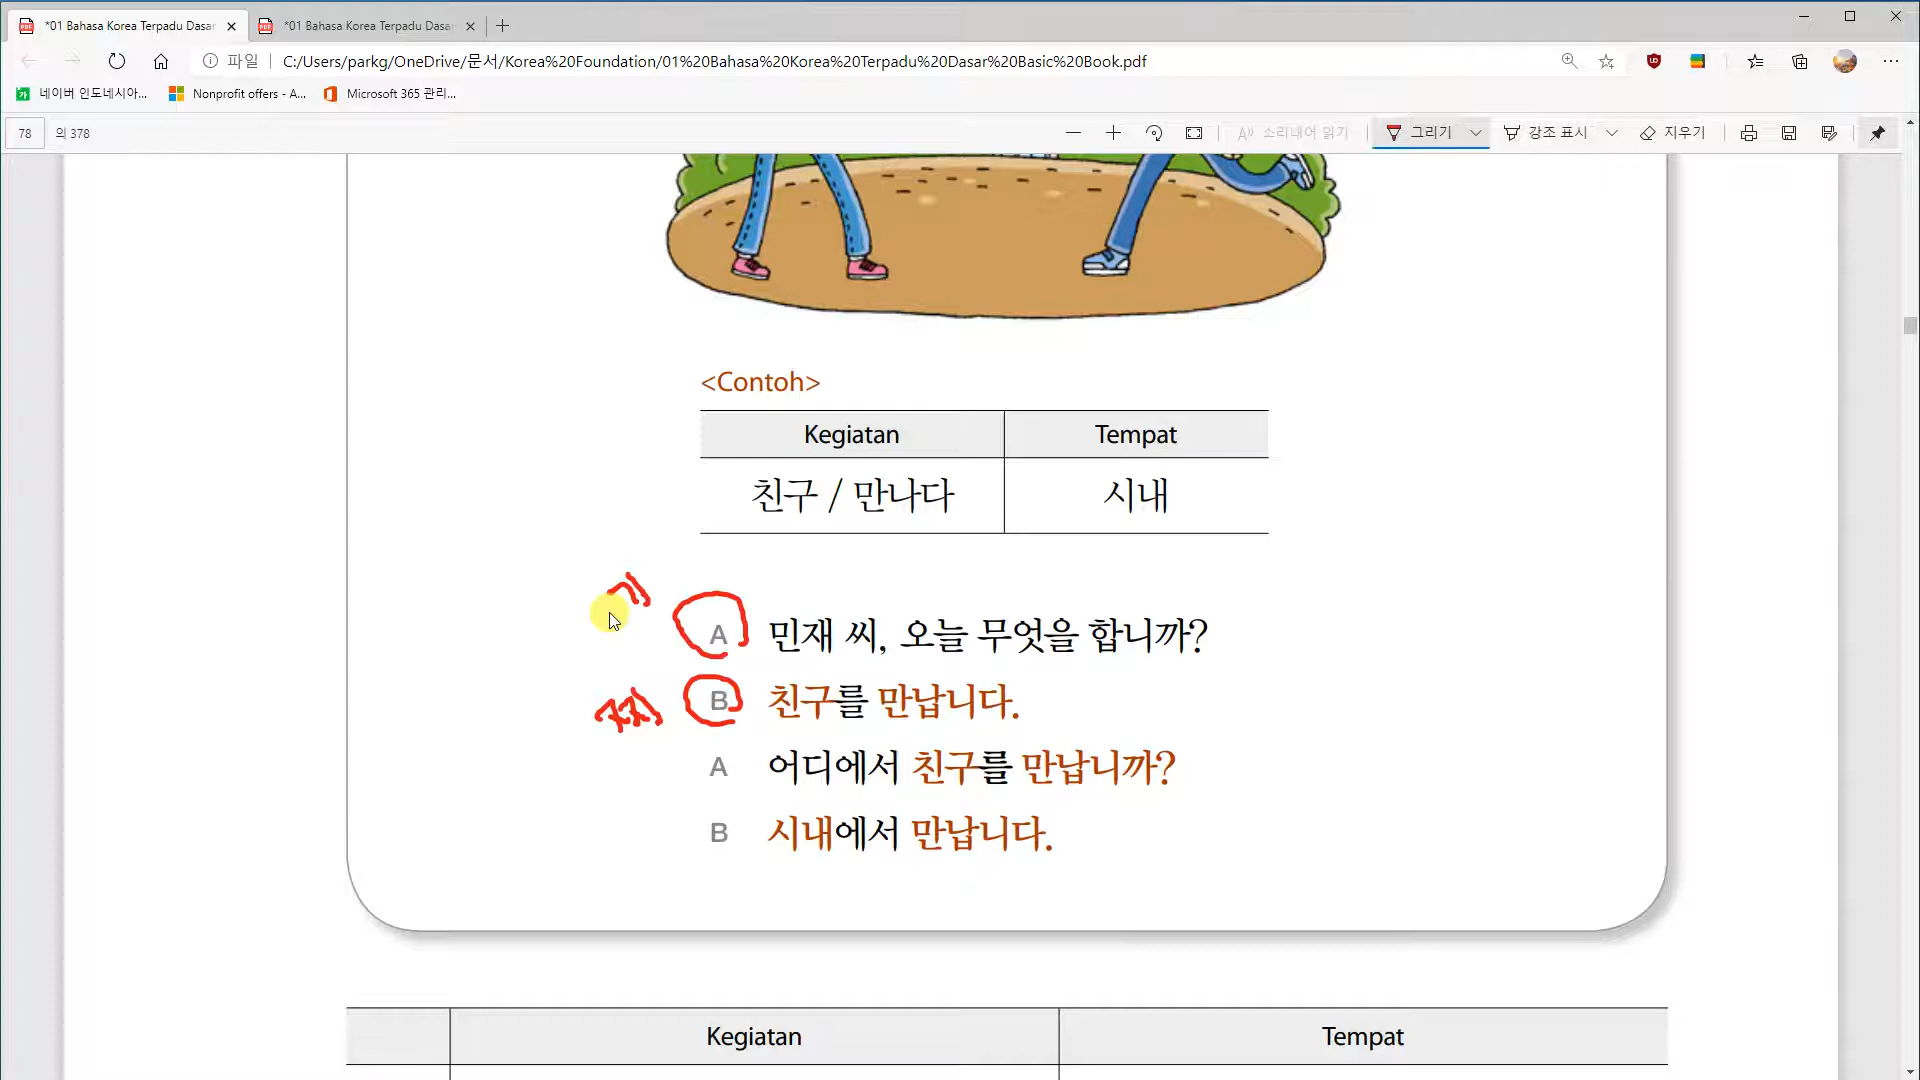 *01 Bahasa Korea Terpadu Dasar
*01 Bahasa Korea Terpadu Dasar
파일
C:/Users/parkg/OneDrive/문서/Korea%20Foundation/01%20Bahasa%20Korea%20Terpadu%20Dasar%20Basic%20Book.pdf
네이버 인도네시아... Nonprofit offers - A... Microsoft 365 관리...
78 의 378 소리내어 읽기 그리기 강조 표시 지우기
<Contoh>
Kegiatan Tempat
친구 / 만나다 시내
A 민재 씨, 오늘 무엇을 합니까?
B 친구를 만납니다.
A 어디에서 친구를 만납니까?
B 시내에서 만납니다.
Kegiatan Tempat